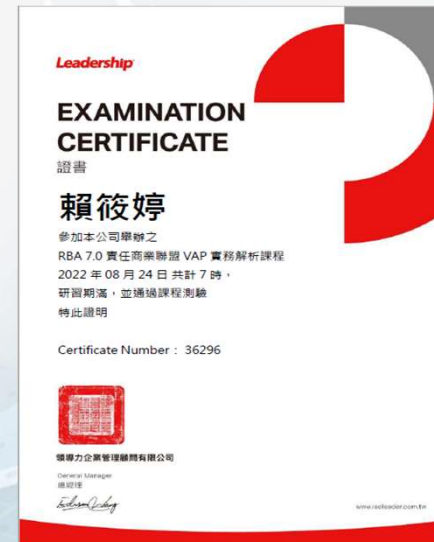 Leadership
EXAMINATION
CERTIFICATE
證書
賴筱婷
參加本公司舉辦之
RBA 7.0 責任商業聯盟 VAP 實務解析課程
2022 年 08 月 24 日 共計 7 時，
研習期滿，並通過課程測驗
特此證明
Certificate Number： 36296
領導力企業管理顧問有限公司
General Manager
總經理
www.realleader.com.tw